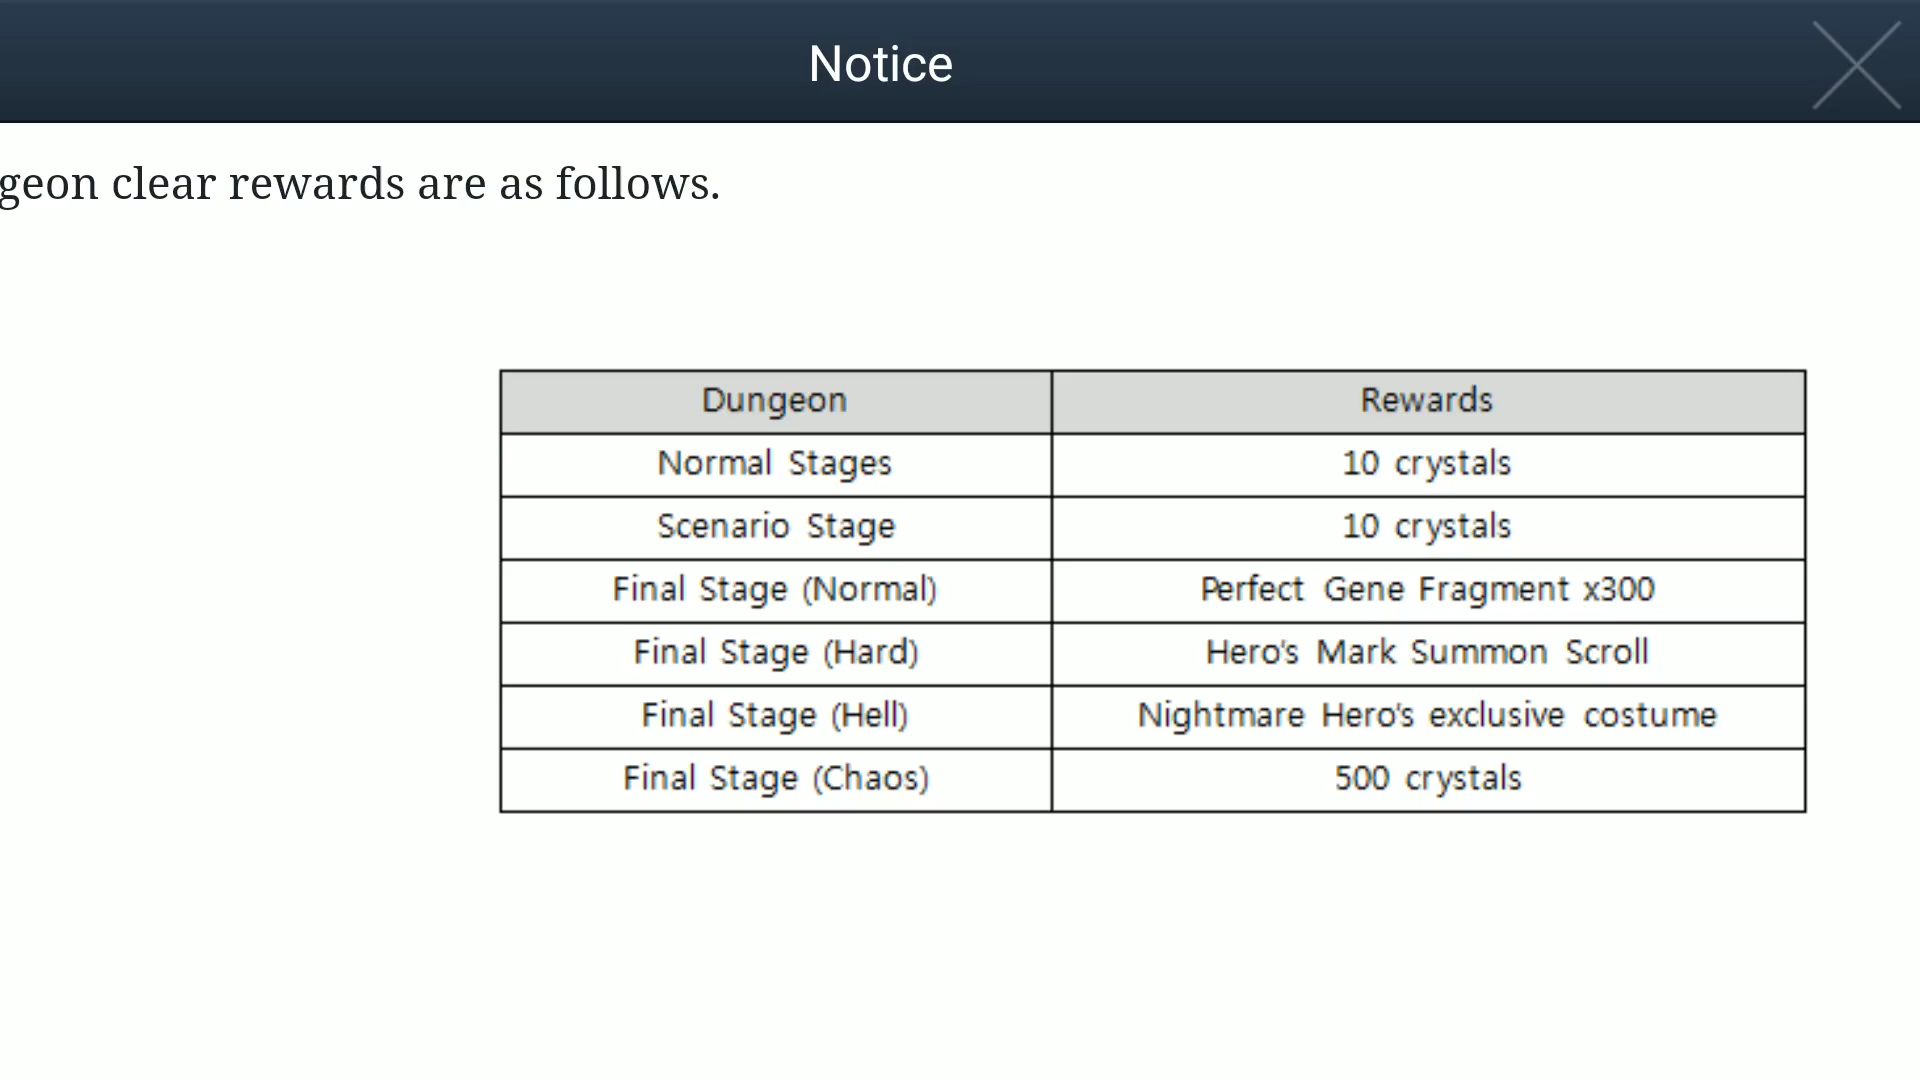 Notice
geon clear rewards are as follows.
Dungeon Rewards
Normal Stages 10 crystals
Scenario Stage 10 crystals
Final Stage (Normal) Perfect Gene Fragment x300
Final Stage (Hard) Hero's Mark Summon Scroll
Final Stage (Hell) Nightmare Hero's exclusive costume
Final Stage (Chaos) 500 crystals